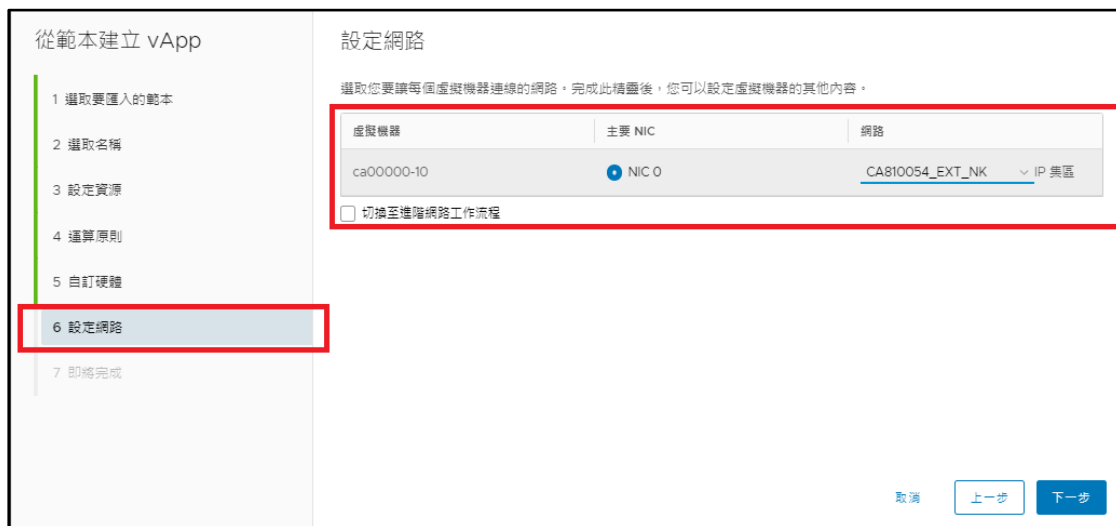 從範本建立 vApp
1 選取要匯入的範本
2 選取名稱
3 設定資源
4 運算原則
5 自訂硬體
6 設定網路
7 即將完成
設定網路
選取您要讓每個虛擬機器連線的網路。完成此精靈後，您可以設定虛擬機器的其他內容。
虛擬機器 主要 NIC 網路
ca00000-10 NIC 0 CA810054_EXT_NK IP 集區
切換至進階網路工作流程
取消 上一步 下一步